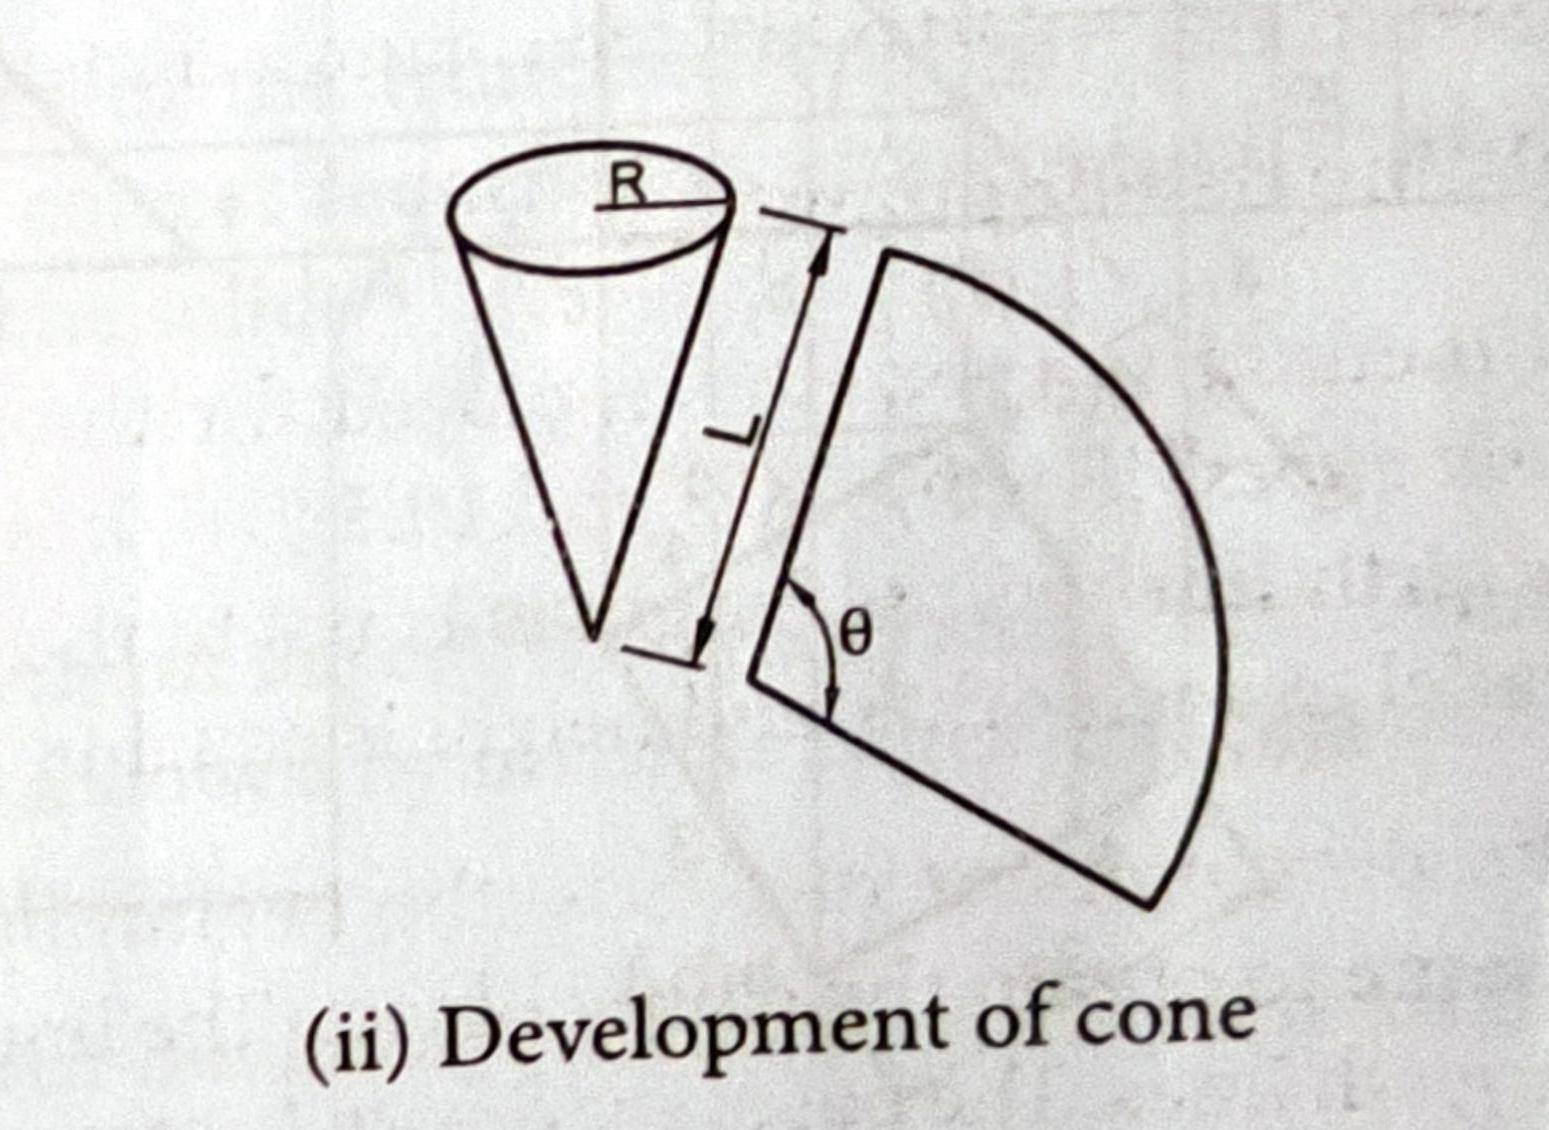 R
L
θ
(ii) Development of cone